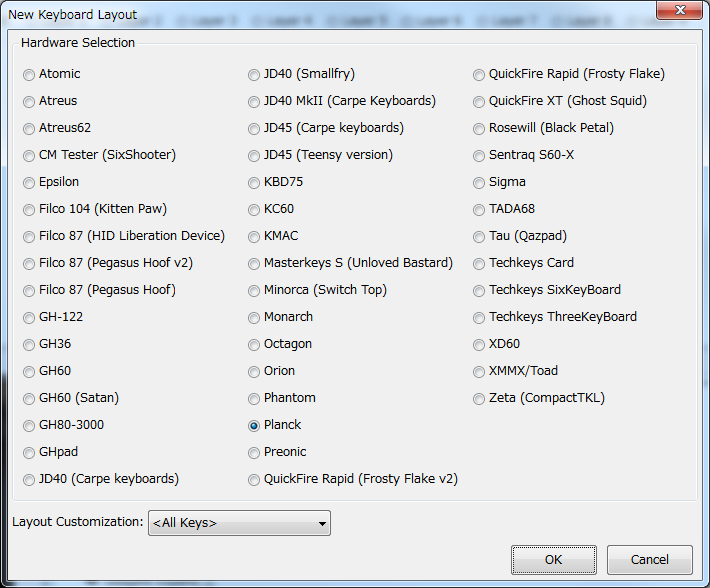 New Keyboard Layout
Hardware Selection
Atomic
Atreus
Atreus62
CM Tester (SixShooter)
Epsilon
Filco 104 (Kitten Paw)
Filco 87 (HID Liberation Device)
Filco 87 (Pegasus Hoof v2)
Filco 87 (Pegasus Hoof)
GH-122
GH36
GH60
GH60 (Satan)
GH80-3000
GHpad
JD40 (Carpe keyboards)
JD40 (Smallfry)
JD40 MkII (Carpe Keyboards)
JD45 (Carpe keyboards)
JD45 (Teensy version)
KBD75
KC60
KMAC
Masterkeys S (Unloved Bastard)
Minorca (Switch Top)
Monarch
Octagon
Orion
Phantom
Planck
Preonic
QuickFire Rapid (Frosty Flake v2)
QuickFire Rapid (Frosty Flake)
QuickFire XT (Ghost Squid)
Rosewill (Black Petal)
Sentraq S60-X
Sigma
TADA68
Tau (Qazpad)
Techkeys Card
Techkeys SixKeyBoard
Techkeys ThreeKeyBoard
XD60
XMMX/Toad
Zeta (CompactTKL)
Layout Customization: <All Keys>
OK Cancel